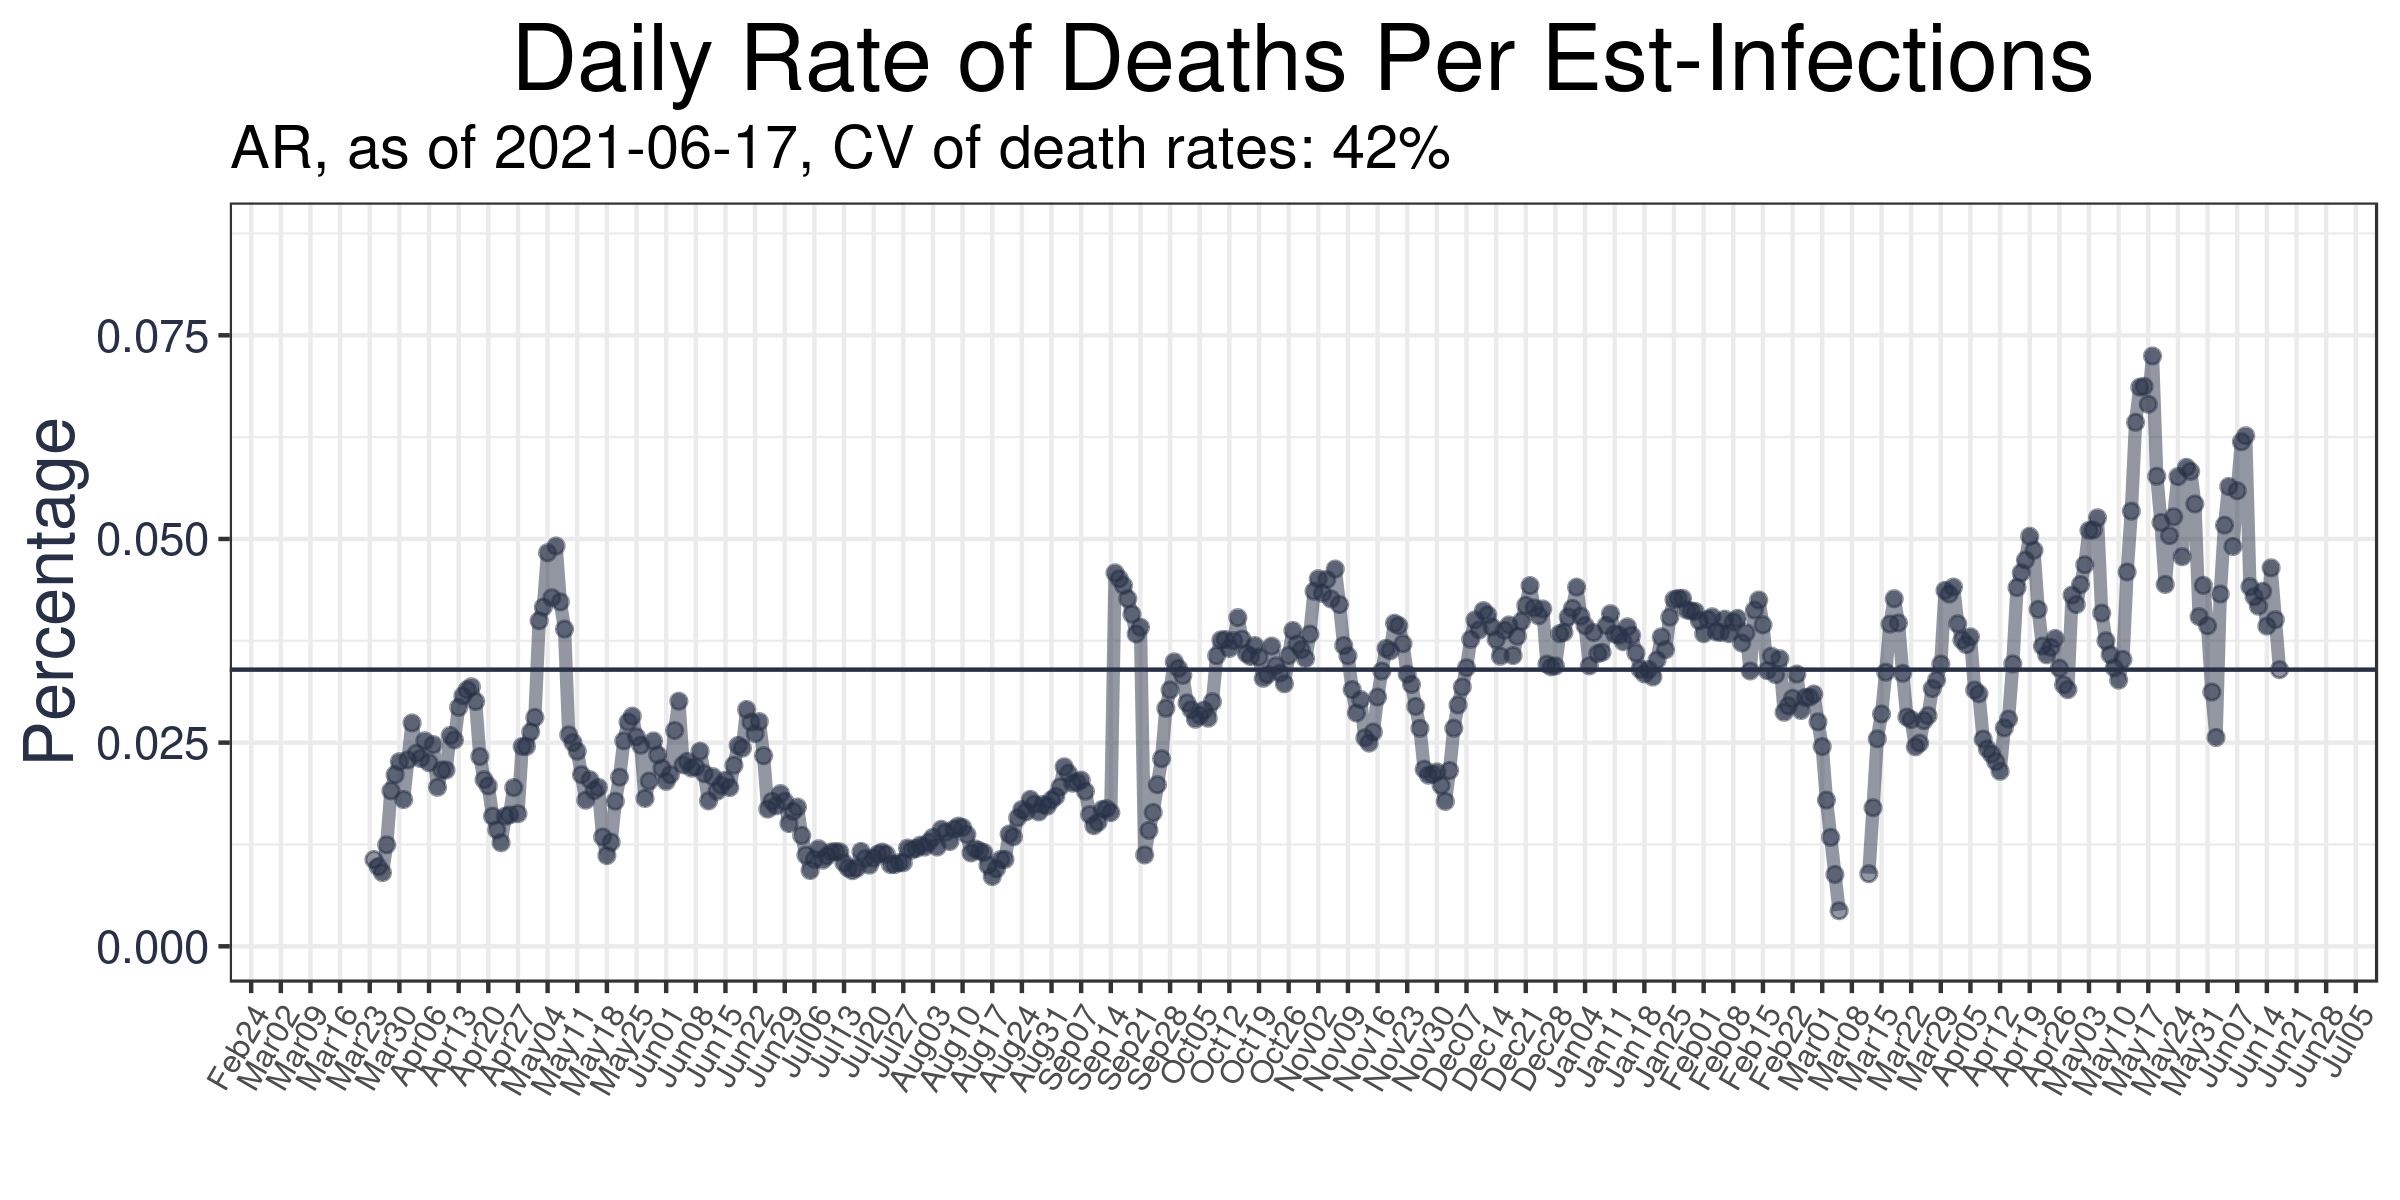 Daily Rate of Deaths Per Est-Infections
AR, as of 2021-06-17, CV of death rates: 42%
Percentage
0.075
0.050
0.025
0.000
Feb24
Mar02
Mar09
Mar16
Mar23
Mar30
Apr06
Apr13
Apr20
Apr27
May04
May11
May18
May25
Jun01
Jun08
Jun15
Jun22
Jun29
Jul06
Jul13
Jul20
Jul27
Aug03
Aug10
Aug17
Aug24
Aug31
Sep07
Sep14
Sep21
Sep28
Oct05
Oct12
Oct19
Oct26
Nov02
Nov09
Nov16
Nov23
Nov30
Dec07
Dec14
Dec21
Dec28
Jan04
Jan11
Jan18
Jan25
Feb01
Feb08
Feb15
Feb22
Mar01
Mar08
Mar15
Mar22
Mar29
Apr05
Apr12
Apr19
Apr26
May03
May10
May17
May24
May31
Jun07
Jun14
Jun21
Jun28
Jul05